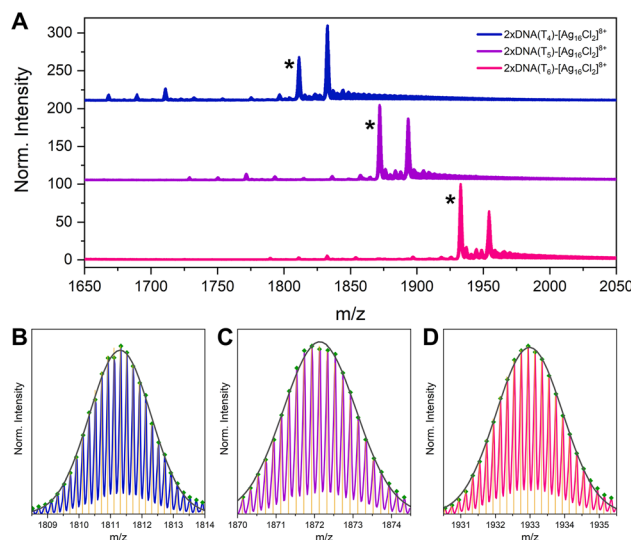 A
2xDNA(T₄)-[Ag₁₆Cl₂]⁸⁺
2xDNA(T₅)-[Ag₁₆Cl₂]⁸⁺
2xDNA(T₆)-[Ag₁₆Cl₂]⁸⁺
Norm. Intensity
300
250
200
150
100
50
0
*
*
*
1650 1700 1750 1800 1850 1900 1950 2000 2050
m/z
B C D
Norm. Intensity
1809 1810 1811 1812 1813 1814
m/z
Norm. Intensity
1870 1871 1872 1873 1874
m/z
Norm. Intensity
1931 1932 1933 1934 1935
m/z